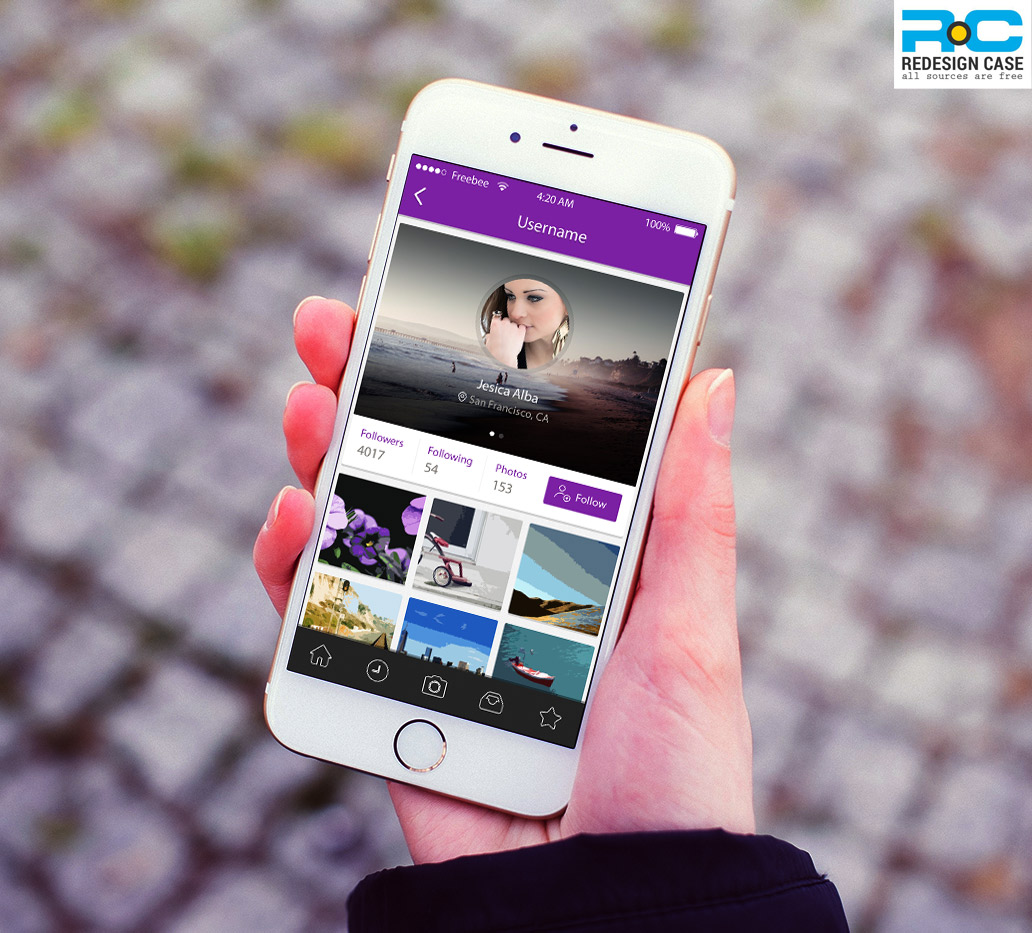 RC
REDESIGN CASE
all sources are free
Freebee
4:20 AM
100%
Username
Jesica Alba
San Francisco, CA
Followers
4017
Following
54
Photos
153
Follow